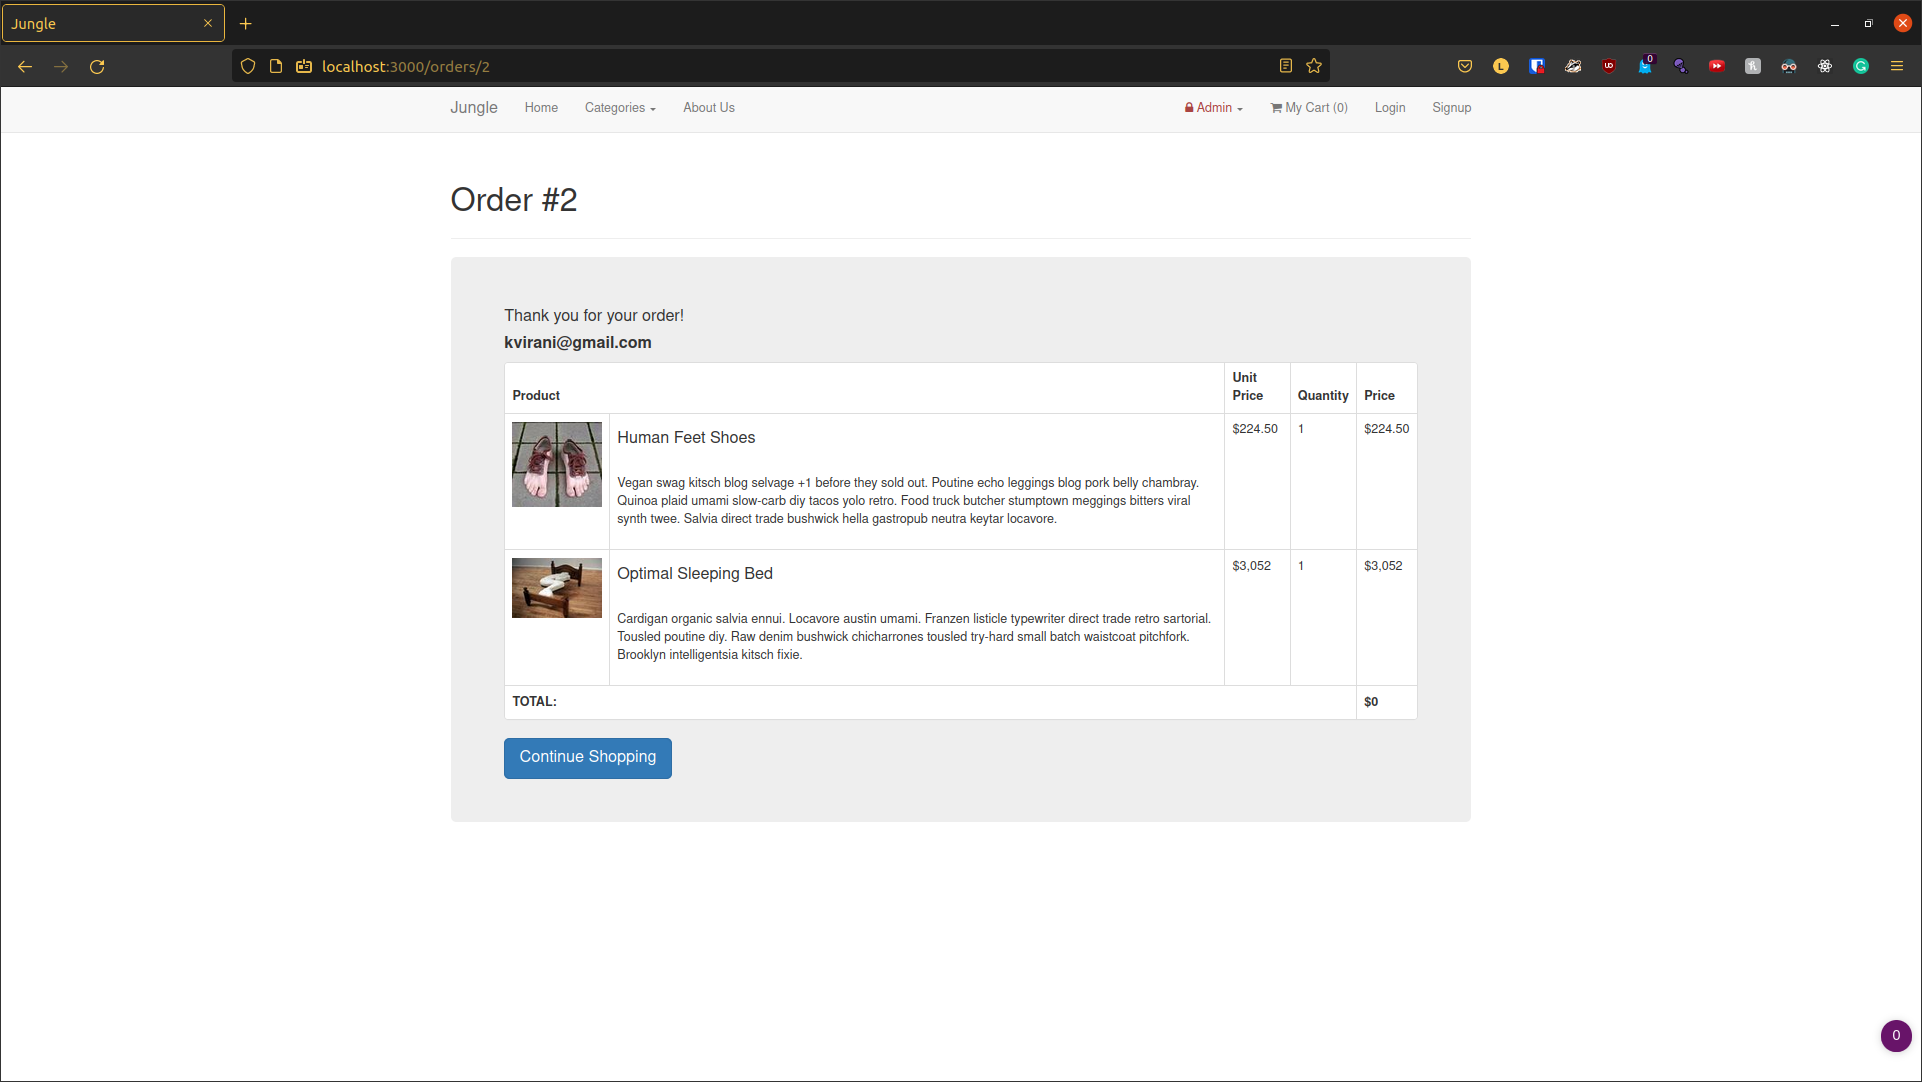 Jungle
localhost:3000/orders/2
L
UD
0
Jungle Home Categories About Us Admin My Cart (0) Login Signup
Order #2
Thank you for your order!
kvirani@gmail.com
Product Unit Price Quantity Price
Human Feet Shoes $224.50 1 $224.50
Vegan swag kitsch blog selvage +1 before they sold out. Poutine echo leggings blog pork belly chambray.
Quinoa plaid umami slow-carb diy tacos yolo retro. Food truck butcher stumptown meggings bitters viral
synth twee. Salvia direct trade bushwick hella gastropub neutra keytar locavore.
Optimal Sleeping Bed $3,052 1 $3,052
Cardigan organic salvia ennui. Locavore austin umami. Franzen listicle typewriter direct trade retro sartorial.
Tousled poutine diy. Raw denim bushwick chicharrones tousled try-hard small batch waistcoat pitchfork.
Brooklyn intelligentsia kitsch fixie.
TOTAL: $0
Continue Shopping
0